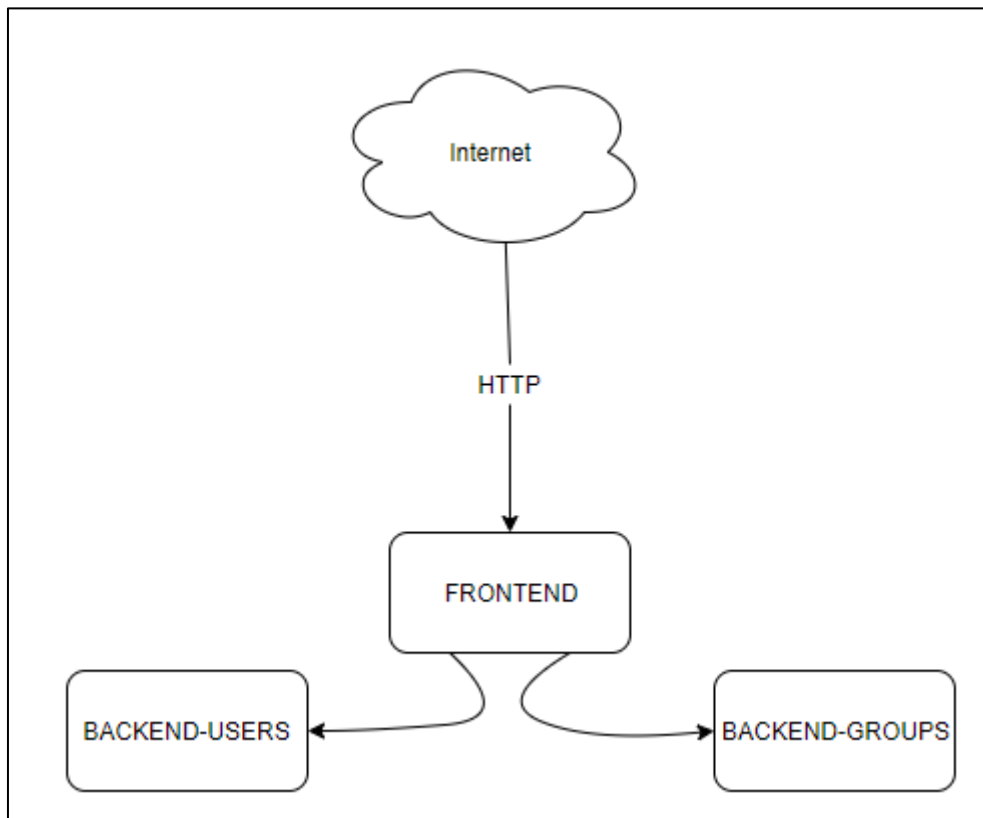 Internet
HTTP
FRONTEND
BACKEND-USERS
BACKEND-GROUPS